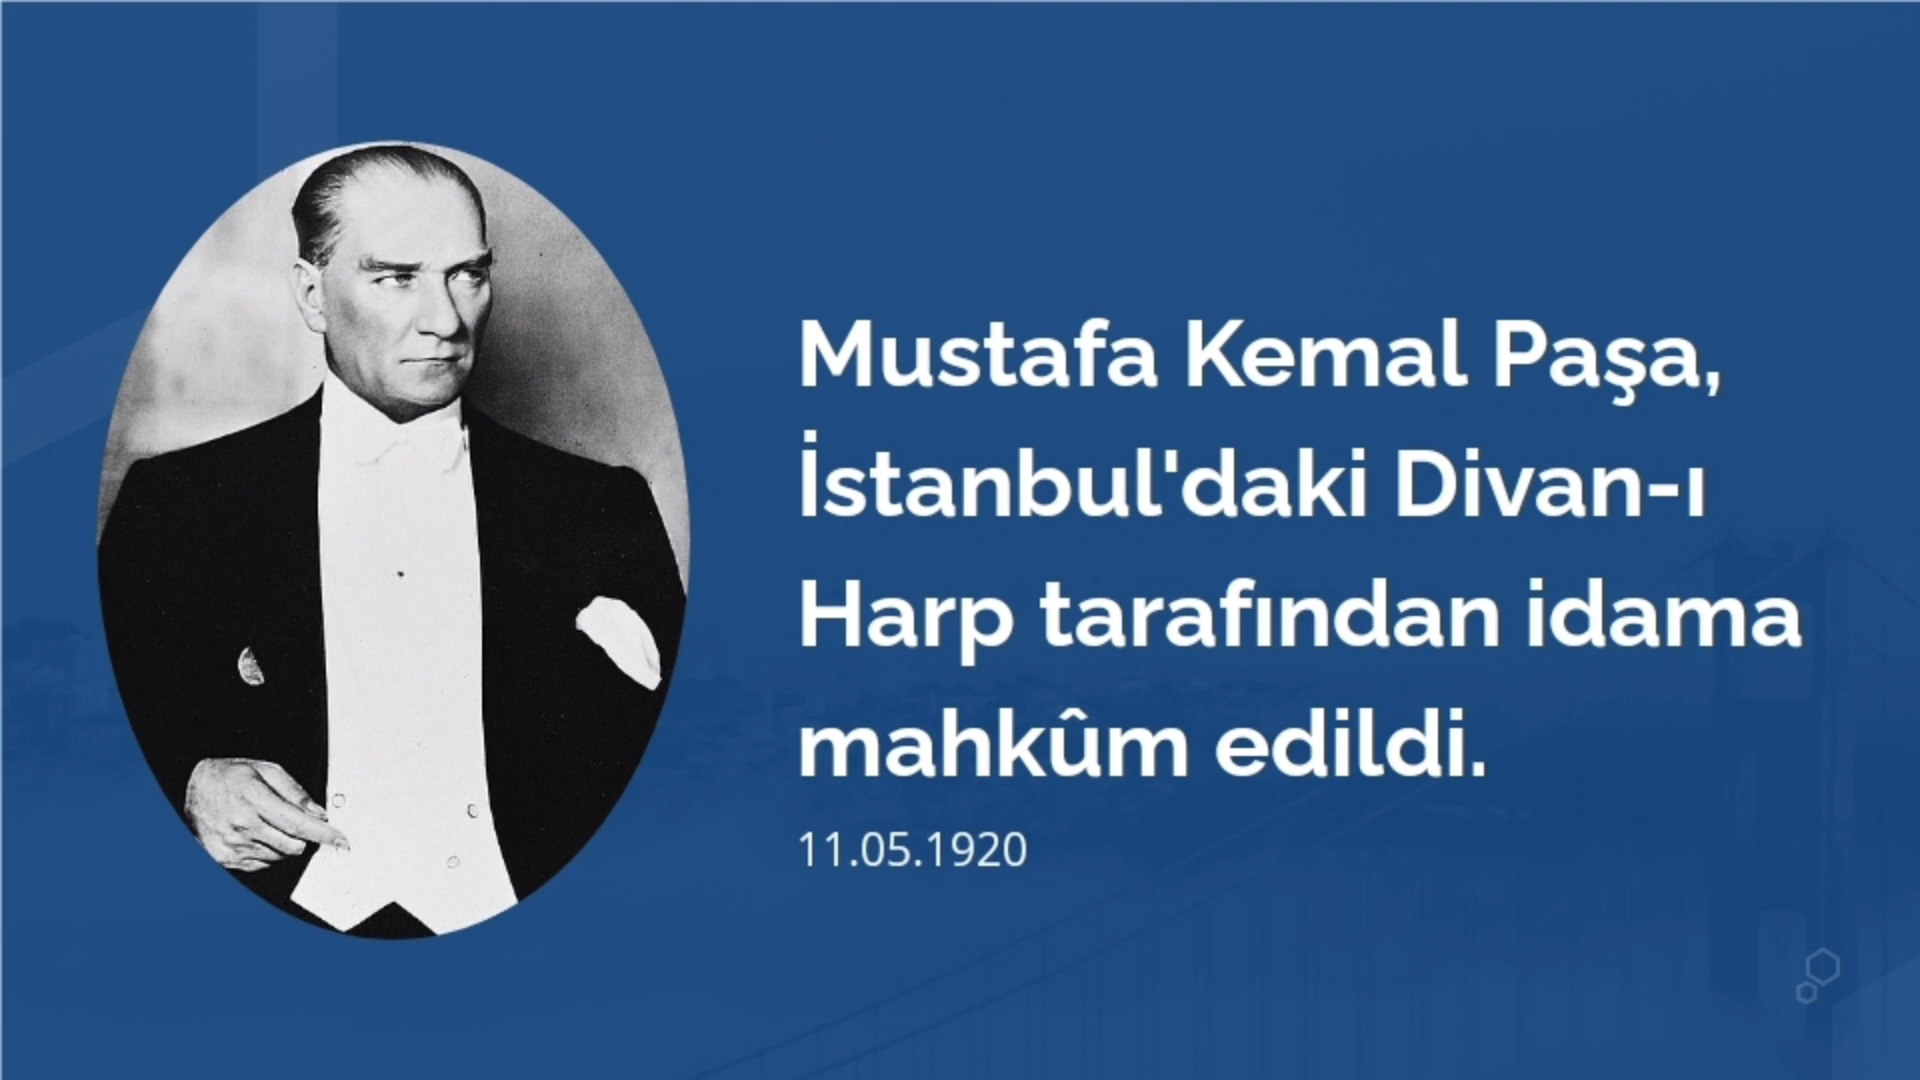 Mustafa Kemal Paşa,
İstanbul'daki Divan-ı
Harp tarafından idama
mahkûm edildi.
11.05.1920